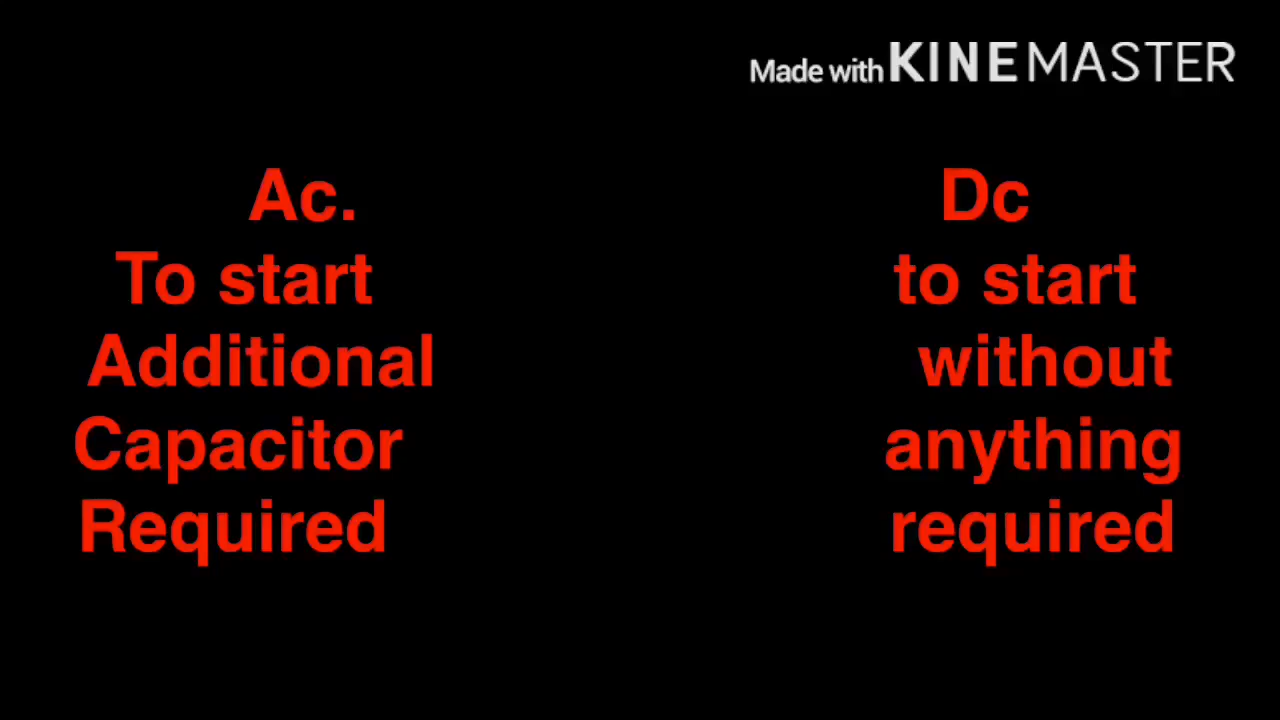 Made with KINEMASTER
Ac.
To start
Additional
Capacitor
Required
Dc
to start
without
anything
required